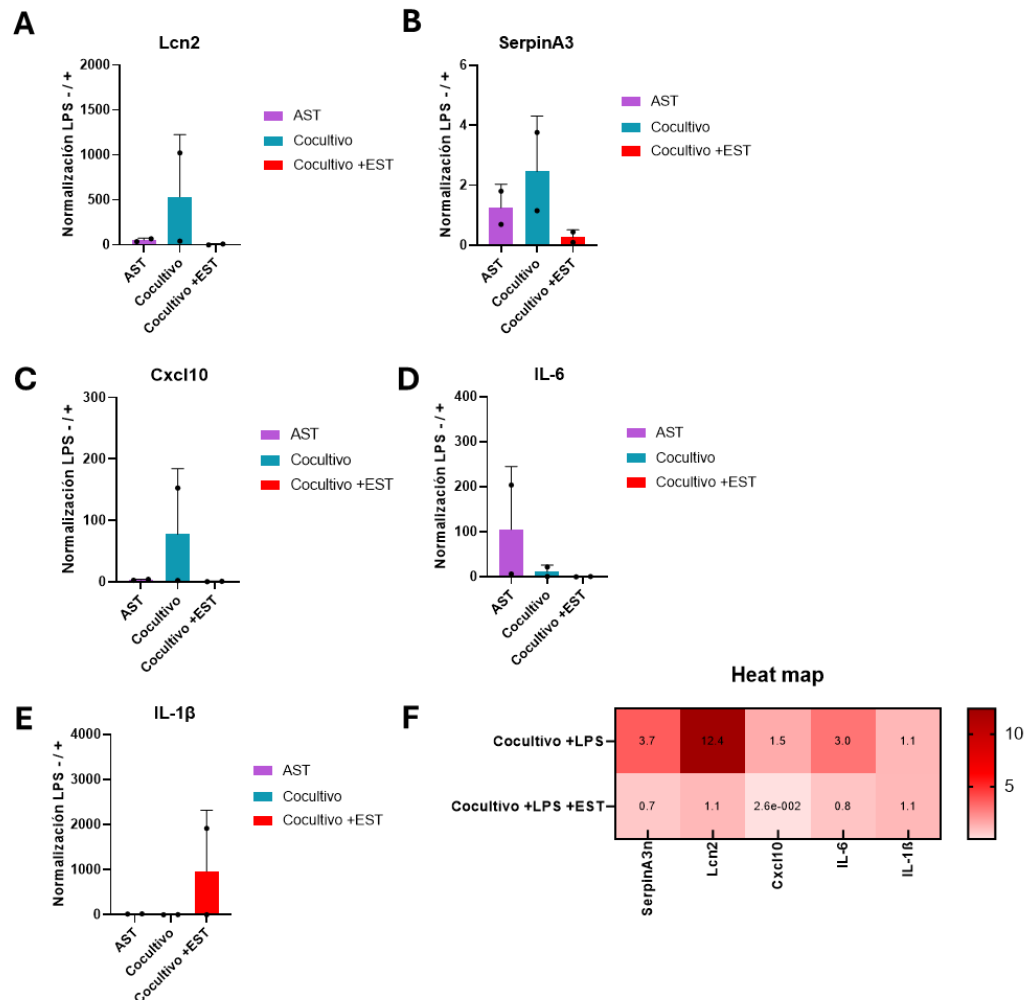 A
Lcn2
Normalización LPS - / +
2000
1500
1000
500
0
AST
Cocultivo
Cocultivo +EST
AST
Cocultivo
Cocultivo +EST
B
SerpinA3
Normalización LPS - / +
6
4
2
0
AST
Cocultivo
Cocultivo +EST
AST
Cocultivo
Cocultivo +EST
C
Cxcl10
Normalización LPS - / +
300
200
100
0
AST
Cocultivo
Cocultivo +EST
AST
Cocultivo
Cocultivo +EST
D
IL-6
Normalización LPS - / +
400
300
200
100
0
AST
Cocultivo
Cocultivo +EST
AST
Cocultivo
Cocultivo +EST
E
IL-1β
Normalización LPS - / +
4000
3000
2000
1000
0
AST
Cocultivo
Cocultivo +EST
AST
Cocultivo
Cocultivo +EST
F
Heat map
Cocultivo +LPS
3.7 12.4 1.5 3.0 1.1
Cocultivo +LPS +EST
0.7 1.1 2.6e-002 0.8 1.1
SerpinA3n
Lcn2
Cxcl10
IL-6
IL-1ß
10
5